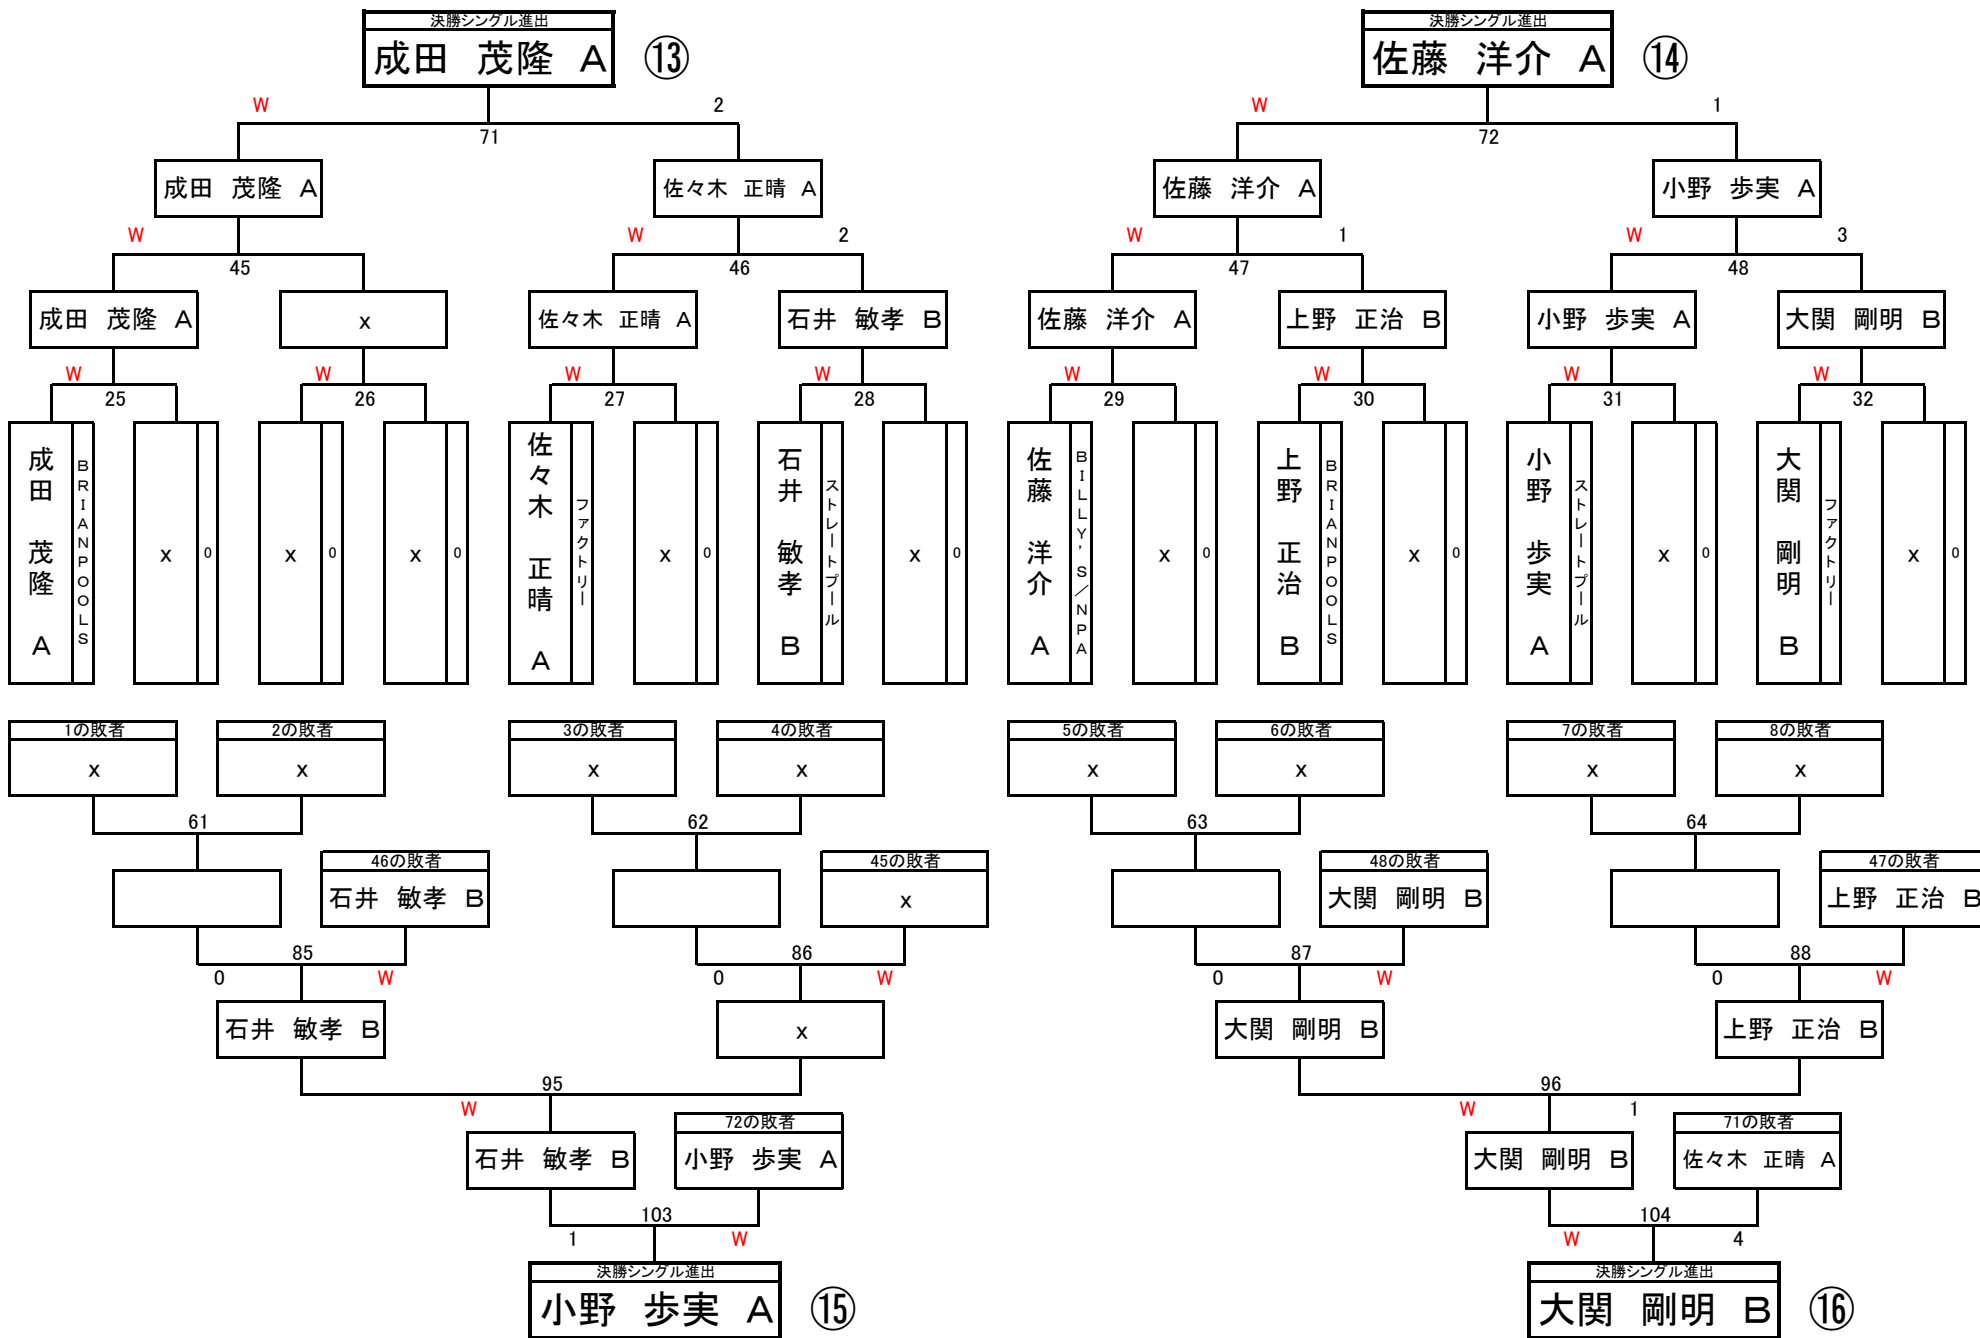 決勝シングル進出
成田 茂隆 A
⑬
決勝シングル進出
佐藤 洋介 A
⑭
W 2 W 1
71 72
成田 茂隆 A
佐々木 正晴 A
佐藤 洋介 A
小野 歩実 A
W W 2 W 1 W 3
45 46 47 48
成田 茂隆 A
x
佐々木 正晴 A
石井 敏孝 B
佐藤 洋介 A
上野 正治 B
小野 歩実 A
大関 剛明 B
W W W W W W W W
25 26 27 28 29 30 31 32
成田 茂隆 A
BRIANPOOLS
x
0
x
0
x
0
佐々木 正晴 A
ファクトリー
x
0
石井 敏孝 B
ストレートプール
x
0
佐藤 洋介 A
BILLY'S/NPA
x
0
上野 正治 B
BRIANPOOLS
x
0
小野 歩実 A
ストレートプール
x
0
大関 剛明 B
ファクトリー
x
0
1の敗者
x
2の敗者
x
3の敗者
x
4の敗者
x
5の敗者
x
6の敗者
x
7の敗者
x
8の敗者
x
61 62 63 64
46の敗者
石井 敏孝 B
45の敗者
x
48の敗者
大関 剛明 B
47の敗者
上野 正治 B
85 86 87 88
0 W 0 W 0 W 0 W
石井 敏孝 B
x
大関 剛明 B
上野 正治 B
95 96
W W 1
石井 敏孝 B
72の敗者
小野 歩実 A
大関 剛明 B
71の敗者
佐々木 正晴 A
103 104
1 W W 4
決勝シングル進出
小野 歩実 A
⑮
決勝シングル進出
大関 剛明 B
⑯